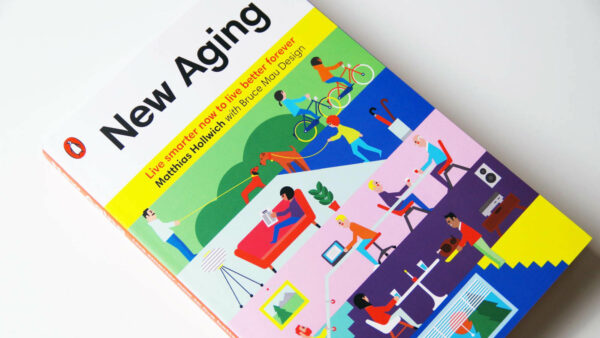 New Aging
Live smarter now to live better forever
Matthias Hollwich with Bruce Mau Design